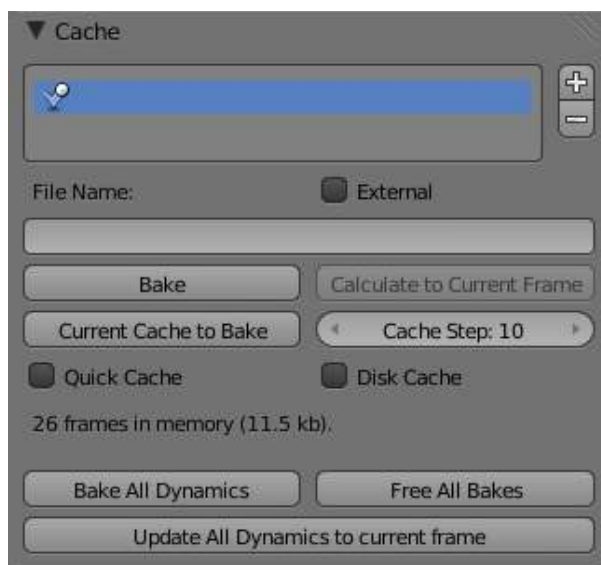 Cache
File Name:
External
Bake
Calculate to Current Frame
Current Cache to Bake
Cache Step: 10
Quick Cache
Disk Cache
26 frames in memory (11.5 kb).
Bake All Dynamics
Free All Bakes
Update All Dynamics to current frame